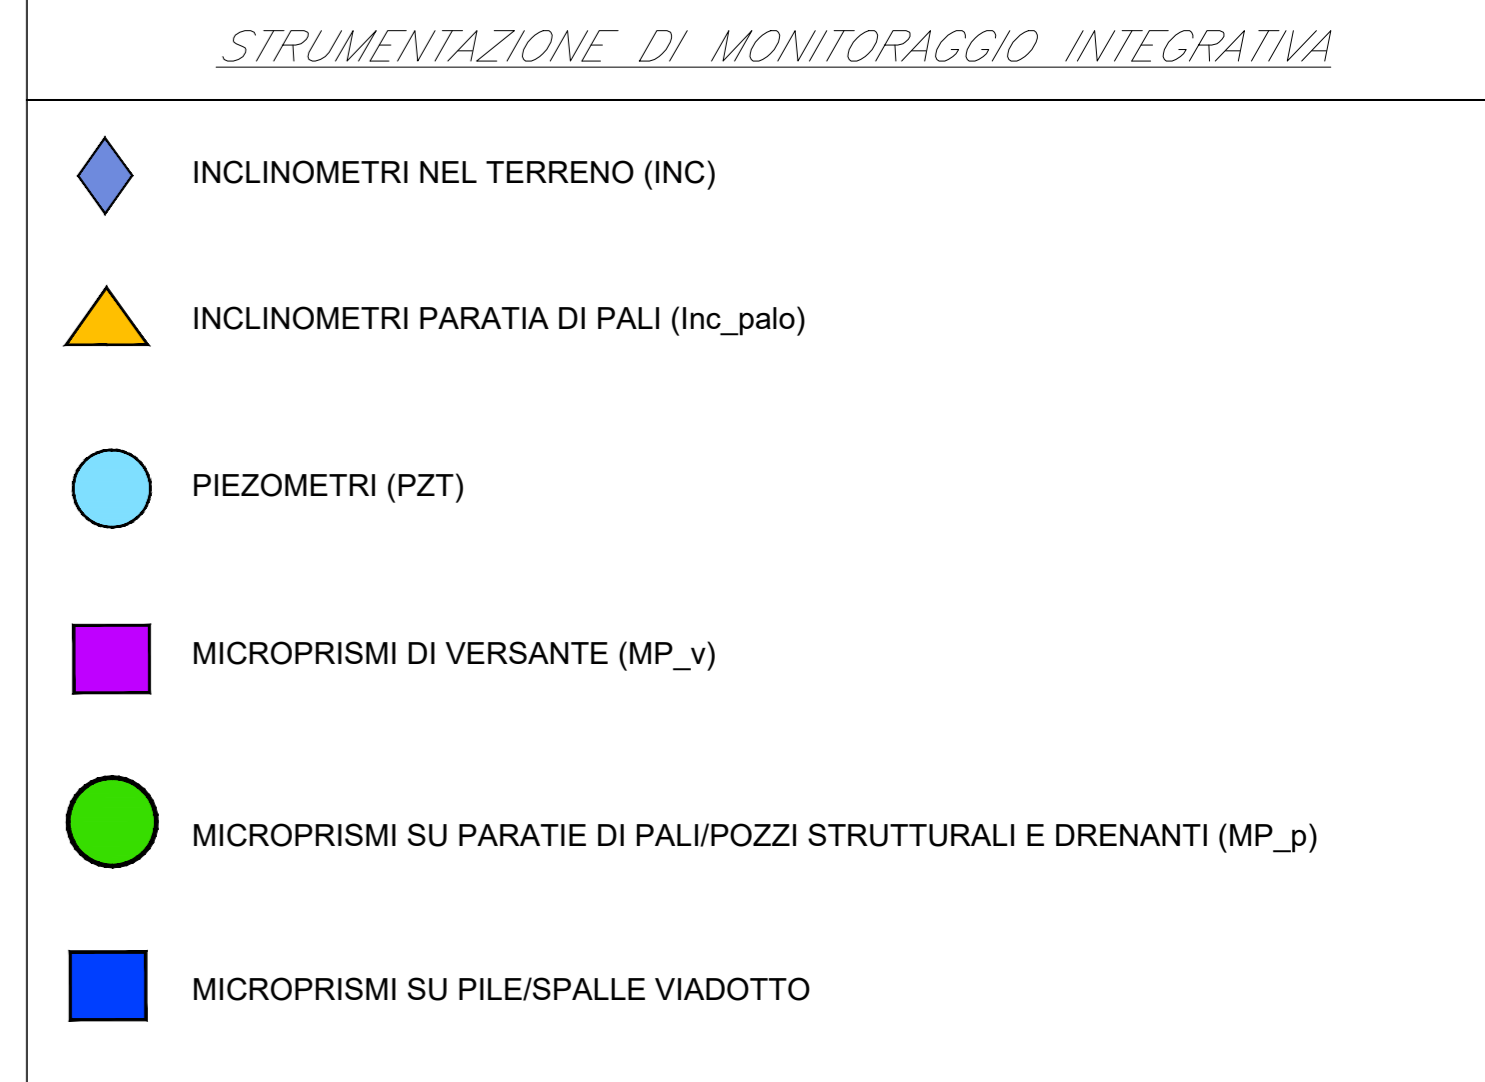 STRUMENTAZIONE DI MONITORAGGIO INTEGRATIVA
INCLINOMETRI NEL TERRENO (INC)
INCLINOMETRI PARATIA DI PALI (Inc_palo)
PIEZOMETRI (PZT)
MICROPRISMI DI VERSANTE (MP_v)
MICROPRISMI SU PARATIE DI PALI/POZZI STRUTTURALI E DRENANTI (MP_p)
MICROPRISMI SU PILE/SPALLE VIADOTTO